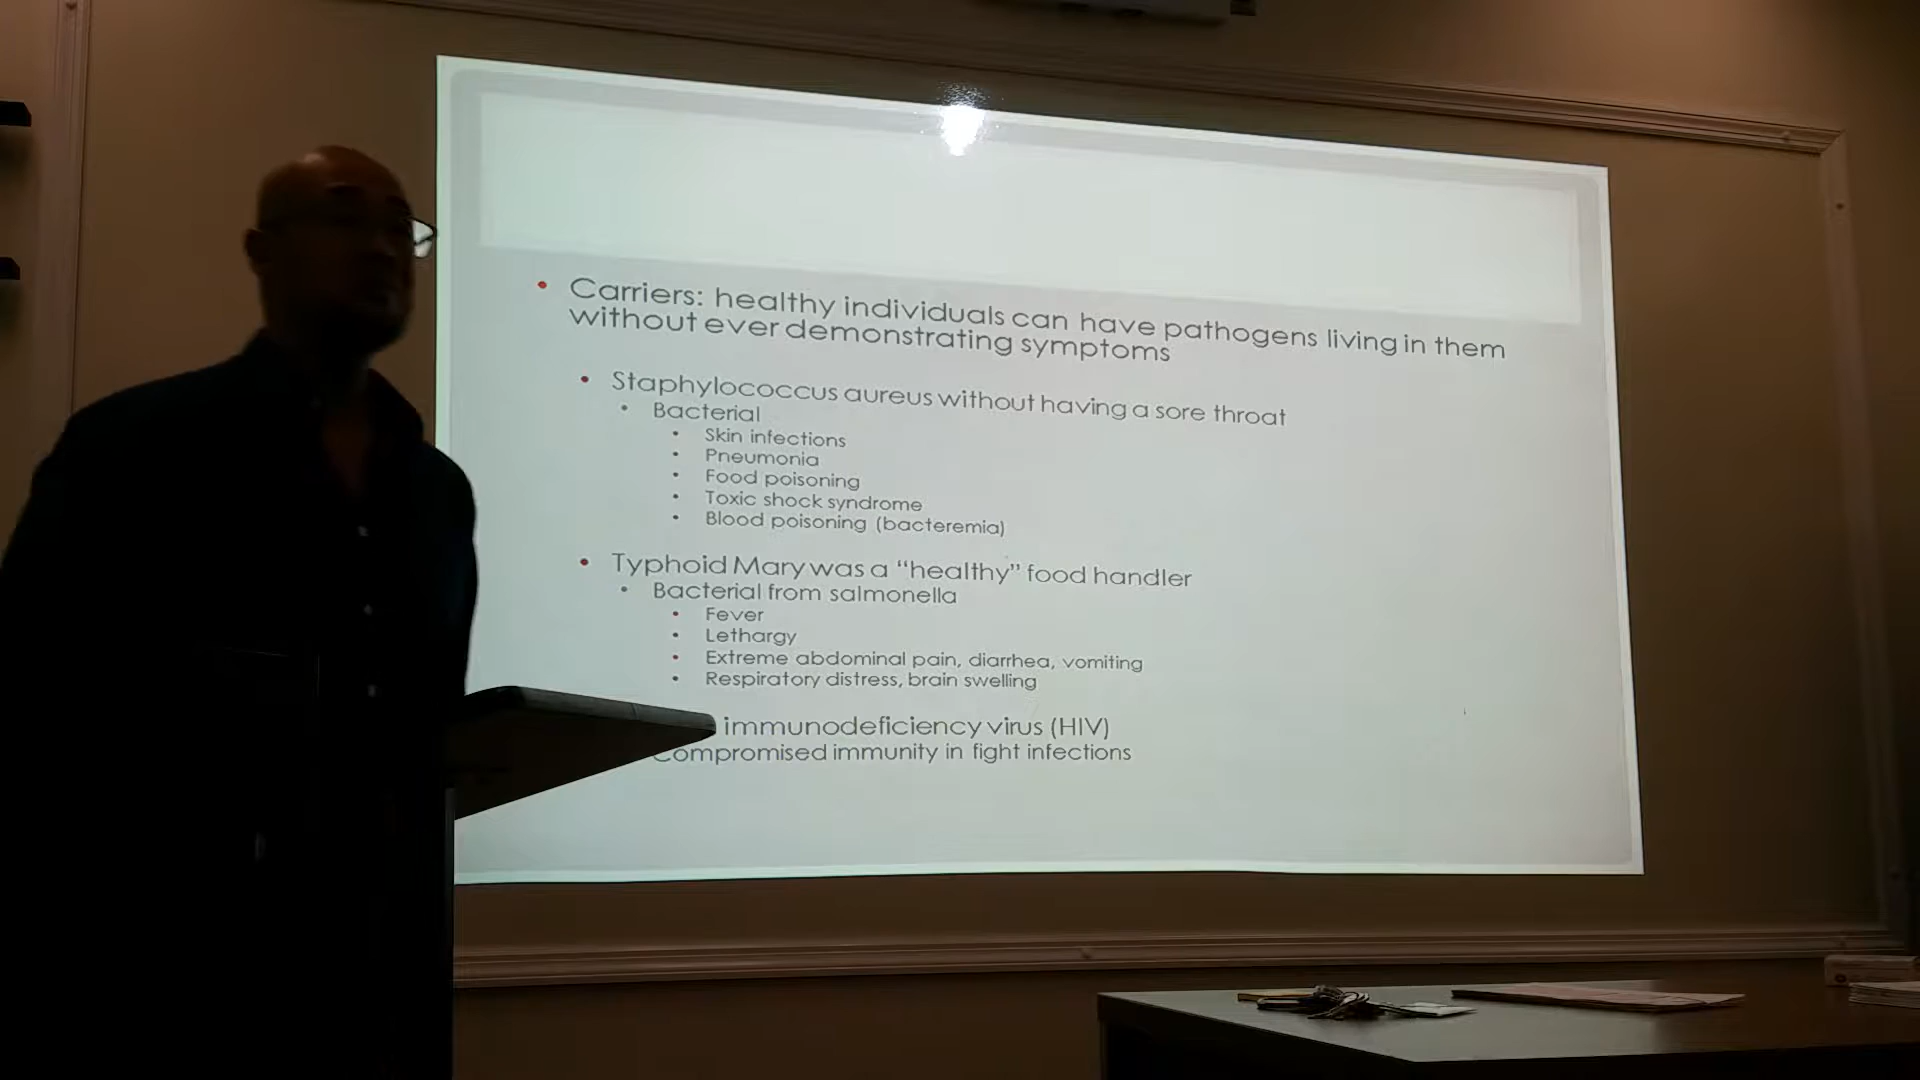 • Carriers: healthy individuals can have pathogens living in them
without ever demonstrating symptoms
• Staphylococcus aureus without having a sore throat
• Bacterial
• Skin infections
• Pneumonia
• Food poisoning
• Toxic shock syndrome
• Blood poisoning (bacteremia)
• Typhoid Mary was a “healthy” food handler
• Bacterial from salmonella
• Fever
• Lethargy
• Extreme abdominal pain, diarrhea, vomiting
• Respiratory distress, brain swelling
immunodeficiency virus (HIV)
Compromised immunity in fight infections